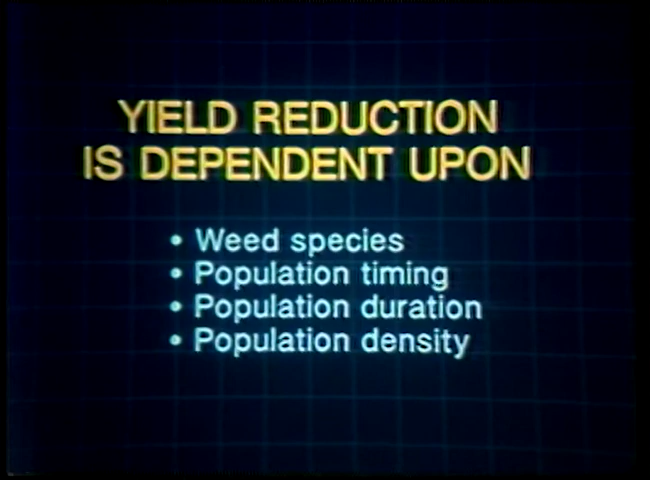 YIELD REDUCTION
IS DEPENDENT UPON
• Weed species
• Population timing
• Population duration
• Population density